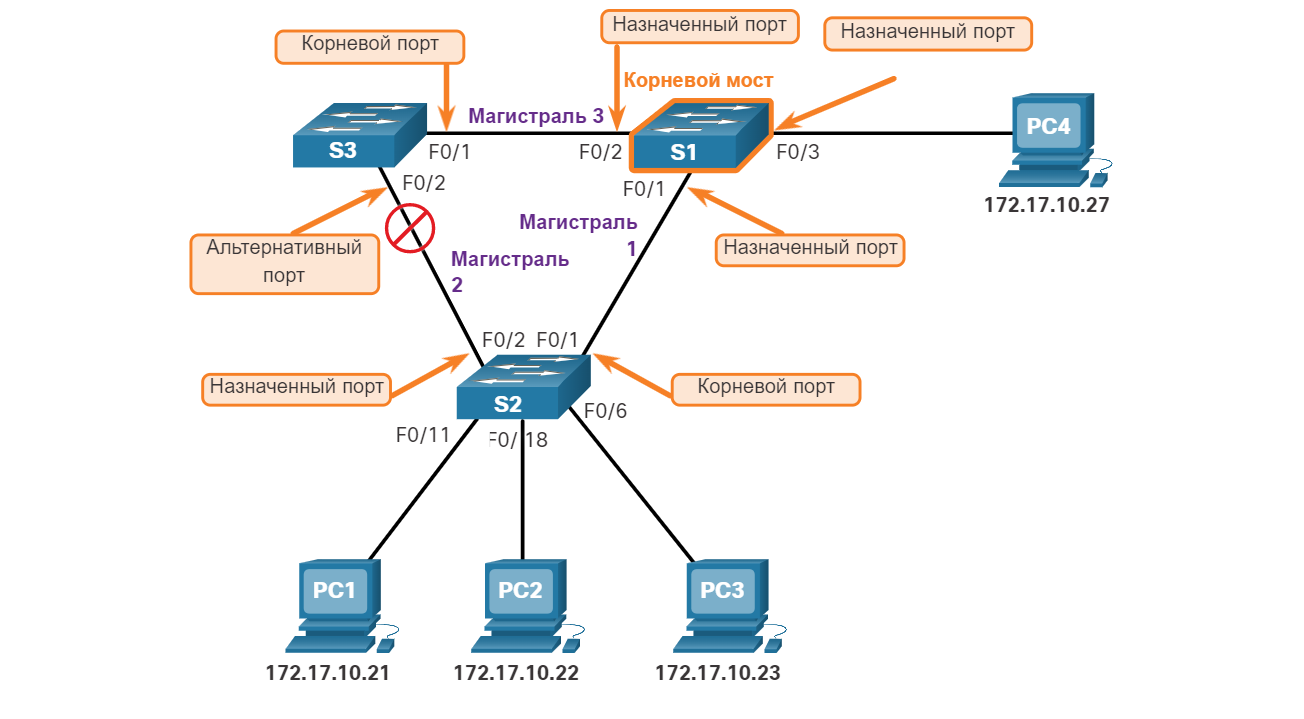 Назначенный порт
Назначенный порт
Корневой порт
Корневой мост
Магистраль 3
S3
F0/1
F0/2
S1
F0/3
PC4
172.17.10.27
F0/2
F0/1
Альтернативный
порт
Магистраль
1
Назначенный порт
Магистраль
2
F0/2
F0/1
Назначенный порт
Корневой порт
S2
F0/6
F0/11
F0/18
PC1
PC2
PC3
172.17.10.21
172.17.10.22
172.17.10.23